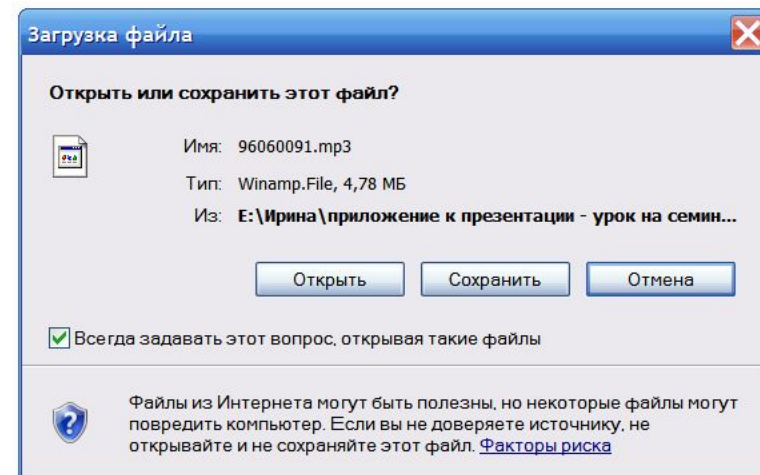 Загрузка файла
Открыть или сохранить этот файл?
Имя: 96060091.mp3
Тип: Winamp.File, 4,78 МБ
Из: E:\Ирина\приложение к презентации - урок на семин...
Открыть Сохранить Отмена
Всегда задавать этот вопрос, открывая такие файлы
Файлы из Интернета могут быть полезны, но некоторые файлы могут
повредить компьютер. Если вы не доверяете источнику, не
открывайте и не сохраняйте этот файл. Факторы риска